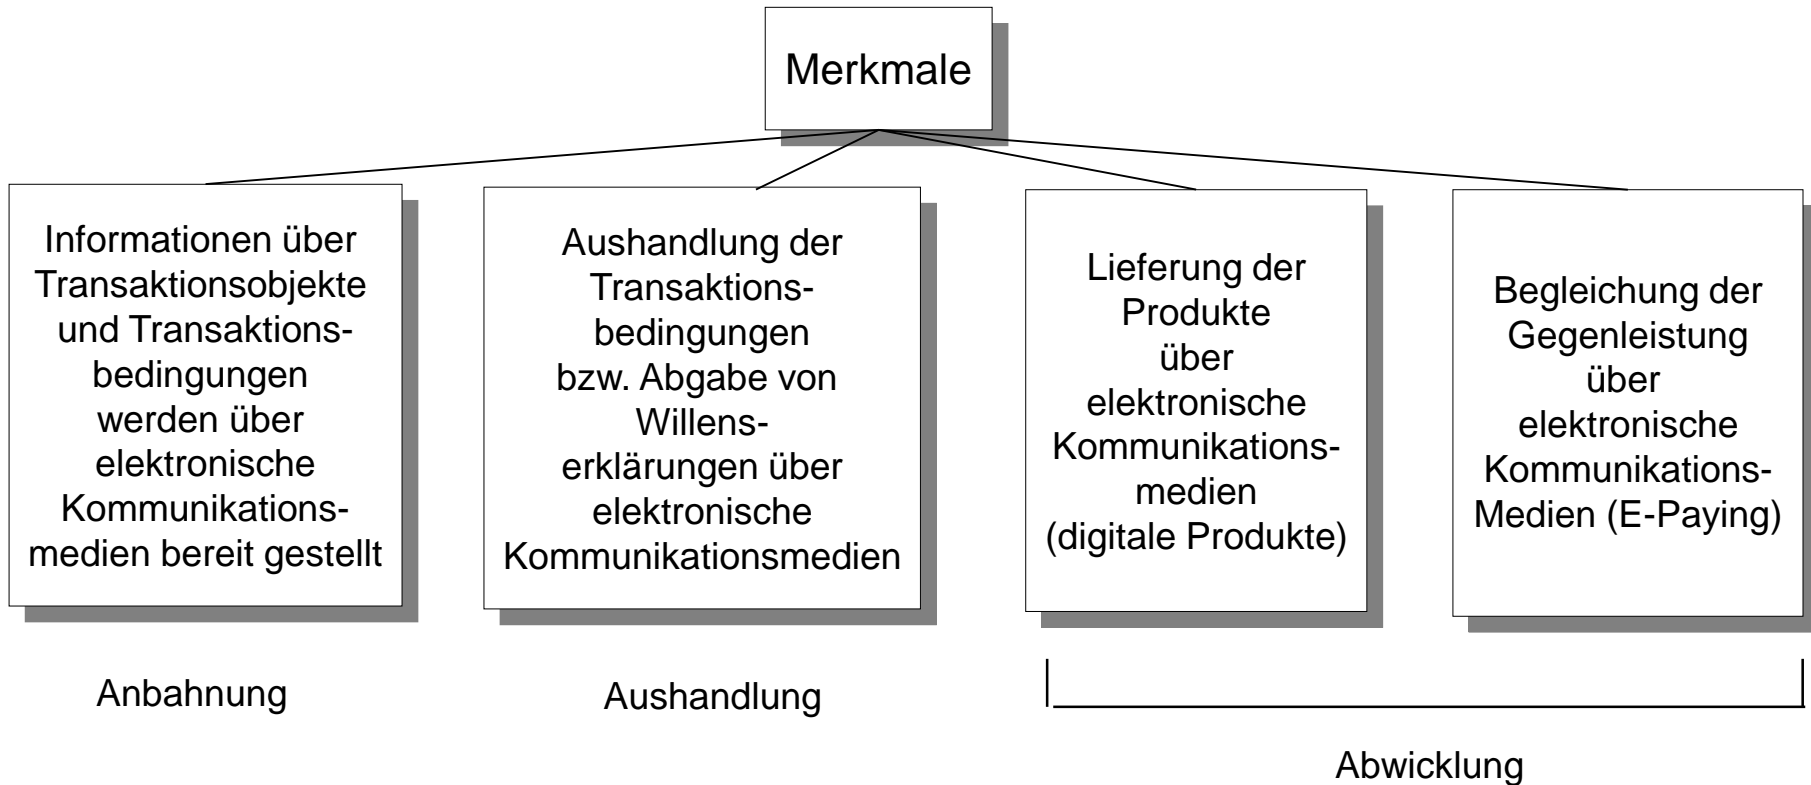 Merkmale
Informationen über
Transaktionsobjekte
und Transaktions-
bedingungen
werden über
elektronische
Kommunikations-
medien bereit gestellt
Aushandlung der
Transaktions-
bedingungen
bzw. Abgabe von
Willens-
erklärungen über
elektronische
Kommunikationsmedien
Lieferung der
Produkte
über
elektronische
Kommunikations-
medien
(digitale Produkte)
Begleichung der
Gegenleistung
über
elektronische
Kommunikations-
Medien (E-Paying)
Anbahnung
Aushandlung
Abwicklung